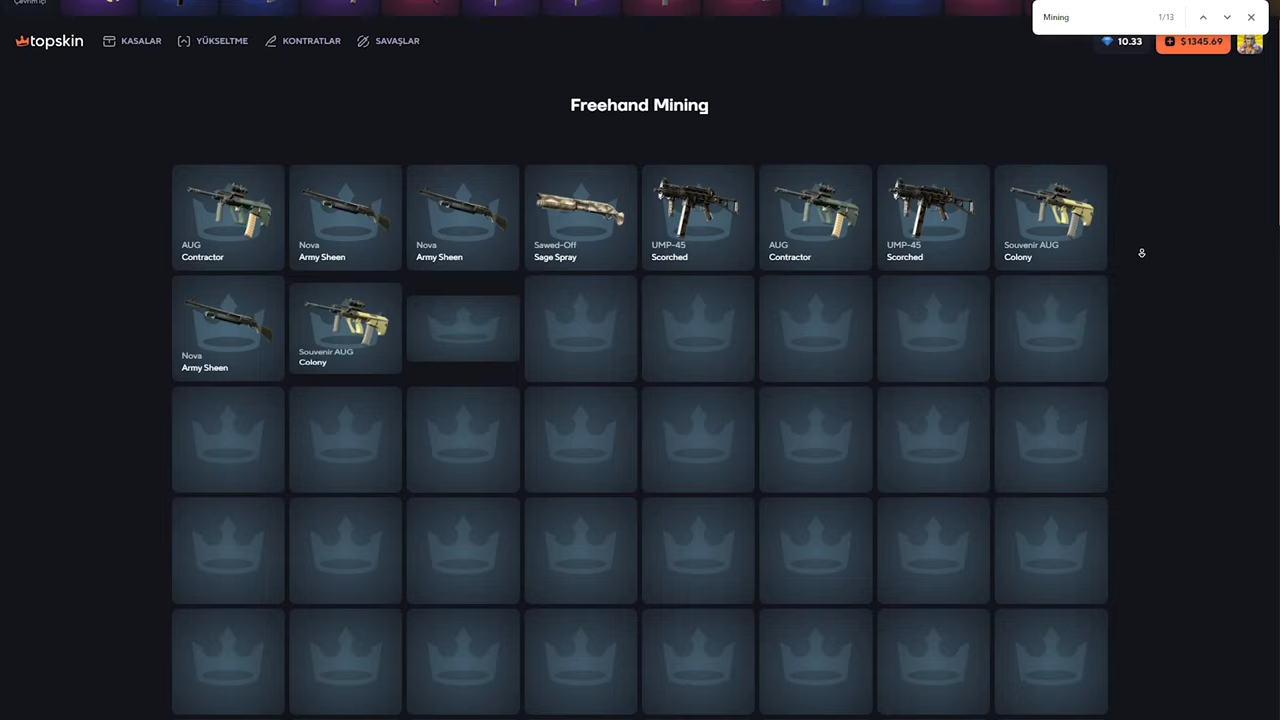 Çevrim içi
Mining 1/13
topskin KASALAR YÜKSELTME KONTRATLAR SAVAŞLAR 10.33 $1345.69
Freehand Mining
AUG Nova Nova Sawed-Off UMP-45 AUG UMP-45 Souvenir AUG
Contractor Army Sheen Army Sheen Sage Spray Scorched Contractor Scorched Colony
Nova Souvenir AUG
Army Sheen Colony